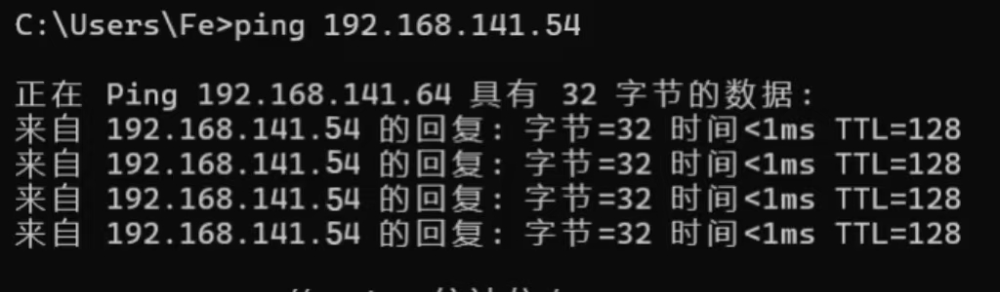 C:\Users\Fe>ping 192.168.141.54
正在 Ping 192.168.141.64 具有 32 字节的数据:
来自 192.168.141.54 的回复: 字节=32 时间<1ms TTL=128
来自 192.168.141.54 的回复: 字节=32 时间<1ms TTL=128
来自 192.168.141.54 的回复: 字节=32 时间<1ms TTL=128
来自 192.168.141.54 的回复: 字节=32 时间<1ms TTL=128